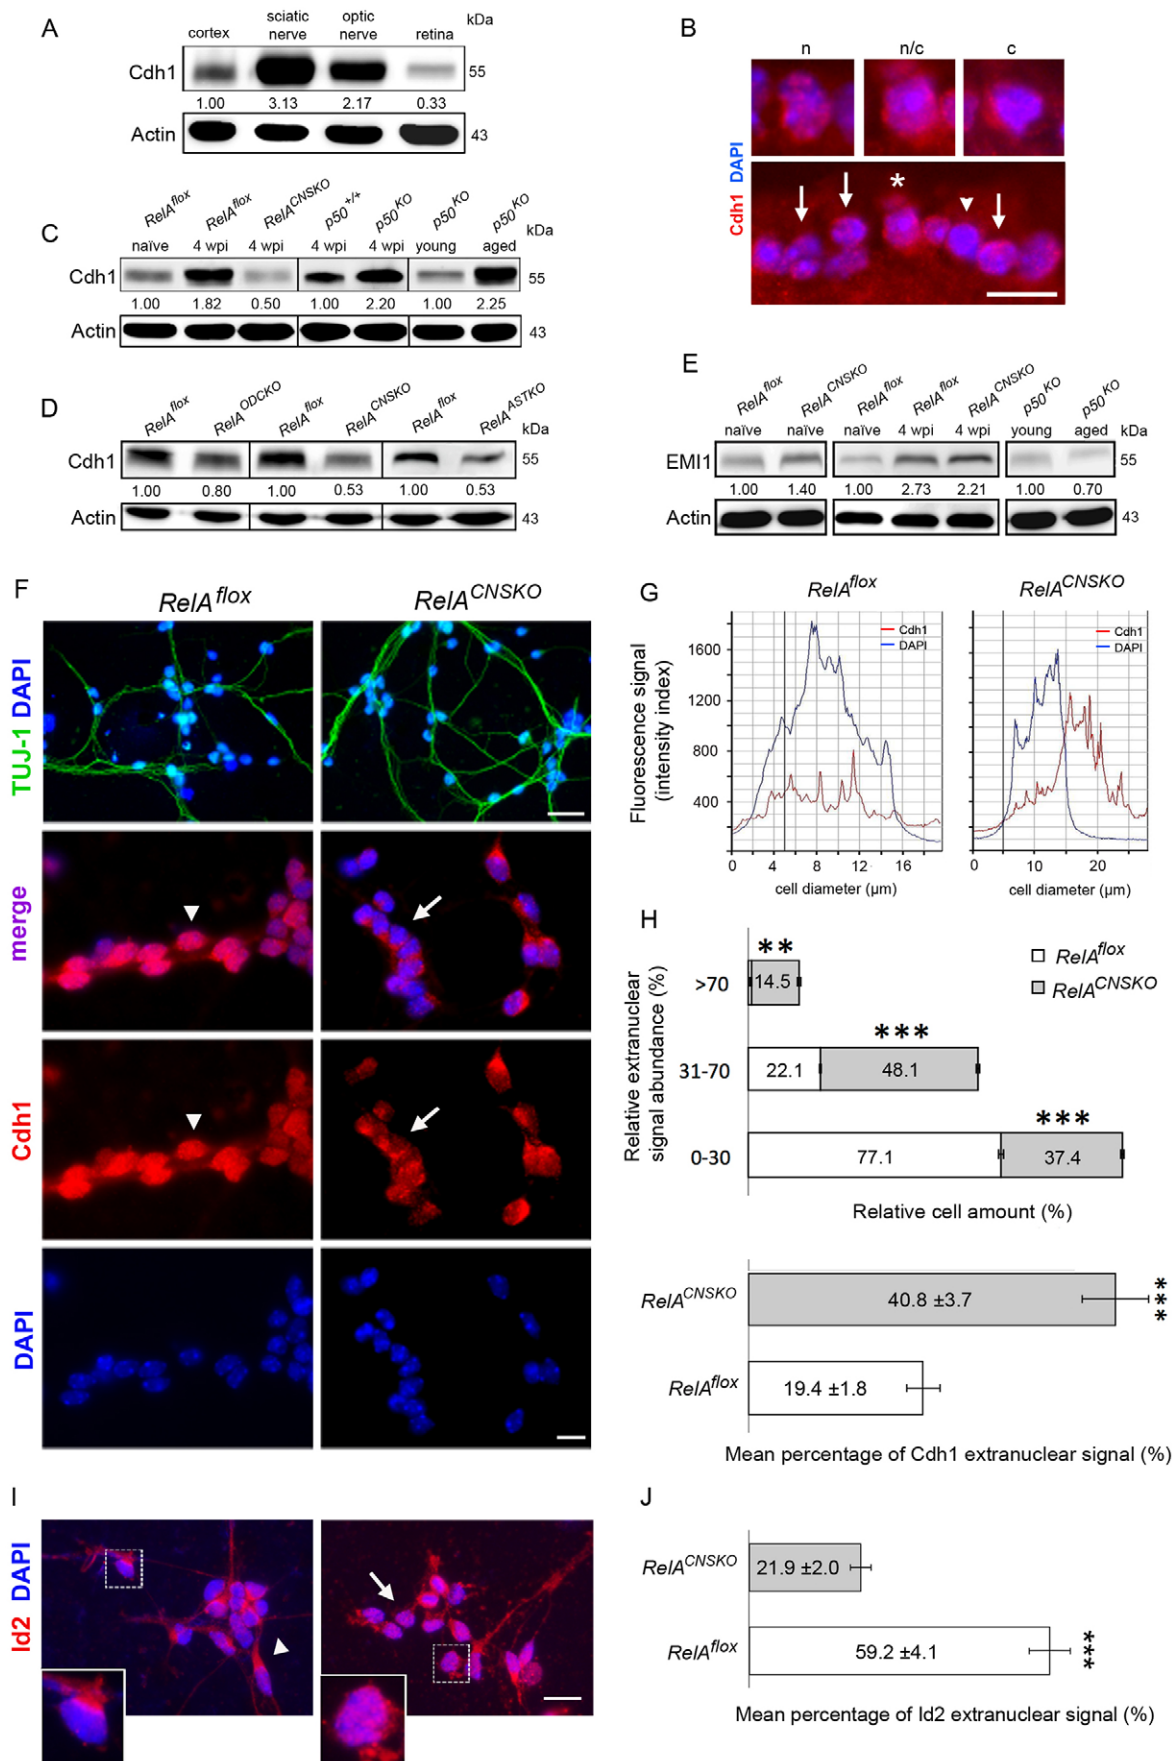 A
cortex
sciatic
nerve
optic
nerve
retina
kDa
Cdh1
55
1.00 3.13 2.17 0.33
Actin
43
B
n n/c c
Cdh1 DAPI
*
C
RelA^flox RelA^flox RelA^CNSKO p50^+/+ p50^KO p50^KO p50^KO
kDa
naïve 4 wpi 4 wpi 4 wpi 4 wpi young aged
Cdh1
55
1.00 1.82 0.50 1.00 2.20 1.00 2.25
Actin
43
D
RelA^flox RelA^ODCKO RelA^flox RelA^CNSKO RelA^flox RelA^ASTKO
kDa
Cdh1
55
1.00 0.80 1.00 0.53 1.00 0.53
Actin
43
E
RelA^flox RelA^CNSKO RelA^flox RelA^flox RelA^CNSKO p50^KO p50^KO
naïve naïve naïve 4 wpi 4 wpi young aged kDa
EMI1
55
1.00 1.40 1.00 2.73 2.21 1.00 0.70
Actin
43
F
RelA^flox RelA^CNSKO
TUJ-1 DAPI
merge
Cdh1
DAPI
G
RelA^flox RelA^CNSKO
Fluorescence signal
(intensity index)
1600
1200
800
400
Cdh1
DAPI
0 4 8 12 16
cell diameter (µm)
Cdh1
DAPI
0 10 20
cell diameter (µm)
H
Relative extranuclear
signal abundance (%)
RelA^flox
RelA^CNSKO
**
>70
14.5
***
31-70
22.1 48.1
***
0-30
77.1 37.4
Relative cell amount (%)
RelA^CNSKO
40.8 ±3.7
***
RelA^flox
19.4 ±1.8
Mean percentage of Cdh1 extranuclear signal (%)
I
Id2 DAPI
J
RelA^CNSKO
21.9 ±2.0
RelA^flox
59.2 ±4.1
***
Mean percentage of Id2 extranuclear signal (%)